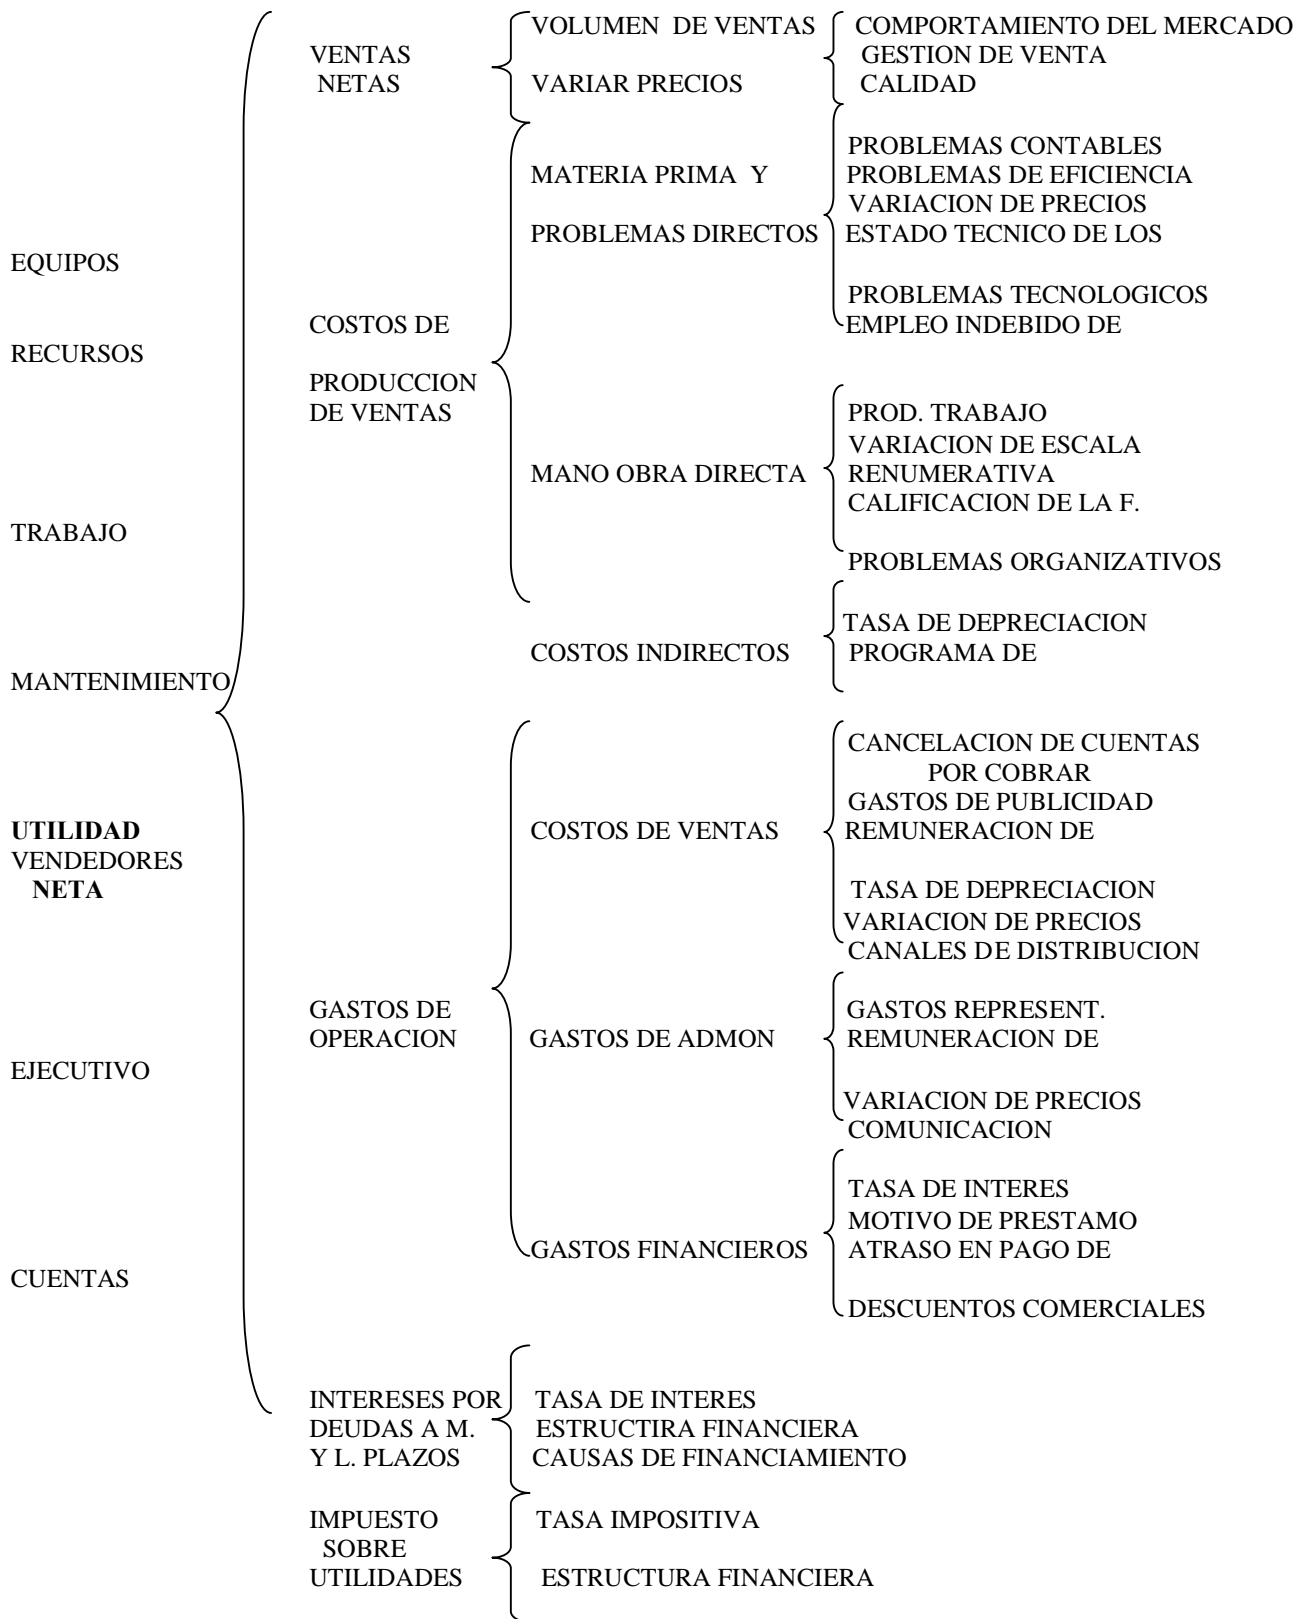 VOLUMEN DE VENTAS COMPORTAMIENTO DEL MERCADO
VENTAS GESTION DE VENTA
NETAS VARIAR PRECIOS CALIDAD
PROBLEMAS CONTABLES
MATERIA PRIMA Y PROBLEMAS DE EFICIENCIA
VARIACION DE PRECIOS
PROBLEMAS DIRECTOS ESTADO TECNICO DE LOS
EQUIPOS
PROBLEMAS TECNOLOGICOS
COSTOS DE EMPLEO INDEBIDO DE
RECURSOS
PRODUCCION
DE VENTAS PROD. TRABAJO
VARIACION DE ESCALA
MANO OBRA DIRECTA RENUMERATIVA
CALIFICACION DE LA F.
TRABAJO
PROBLEMAS ORGANIZATIVOS
TASA DE DEPRECIACION
COSTOS INDIRECTOS PROGRAMA DE
MANTENIMIENTO
CANCELACION DE CUENTAS
POR COBRAR
GASTOS DE PUBLICIDAD
UTILIDAD COSTOS DE VENTAS REMUNERACION DE
VENDEDORES
NETA TASA DE DEPRECIACION
VARIACION DE PRECIOS
CANALES DE DISTRIBUCION
GASTOS DE GASTOS REPRESENT.
OPERACION GASTOS DE ADMON REMUNERACION DE
EJECUTIVO
VARIACION DE PRECIOS
COMUNICACION
TASA DE INTERES
MOTIVO DE PRESTAMO
GASTOS FINANCIEROS ATRASO EN PAGO DE
CUENTAS
DESCUENTOS COMERCIALES
INTERESES POR TASA DE INTERES
DEUDAS A M. ESTRUCTIRA FINANCIERA
Y L. PLAZOS CAUSAS DE FINANCIAMIENTO
IMPUESTO TASA IMPOSITIVA
SOBRE
UTILIDADES ESTRUCTURA FINANCIERA